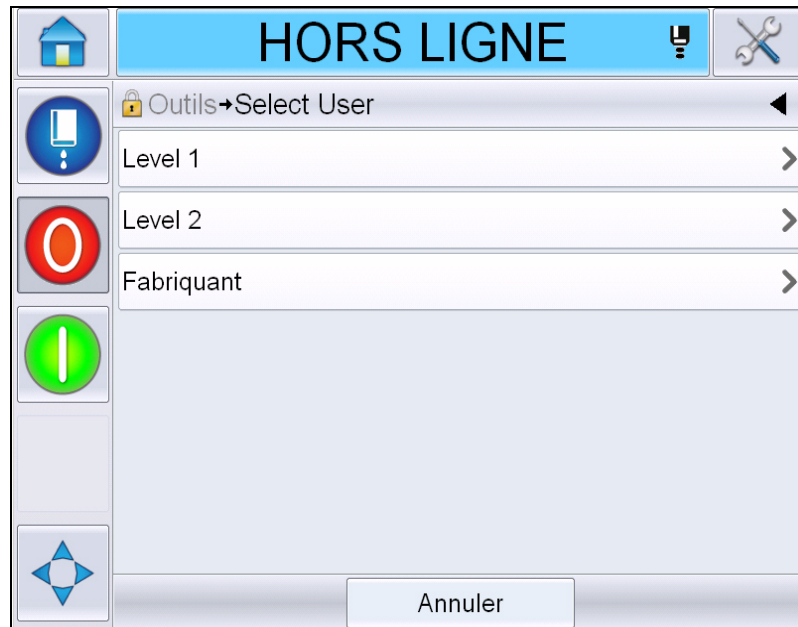 HORS LIGNE
Outils→Select User
Level 1
Level 2
Fabriquant
Annuler